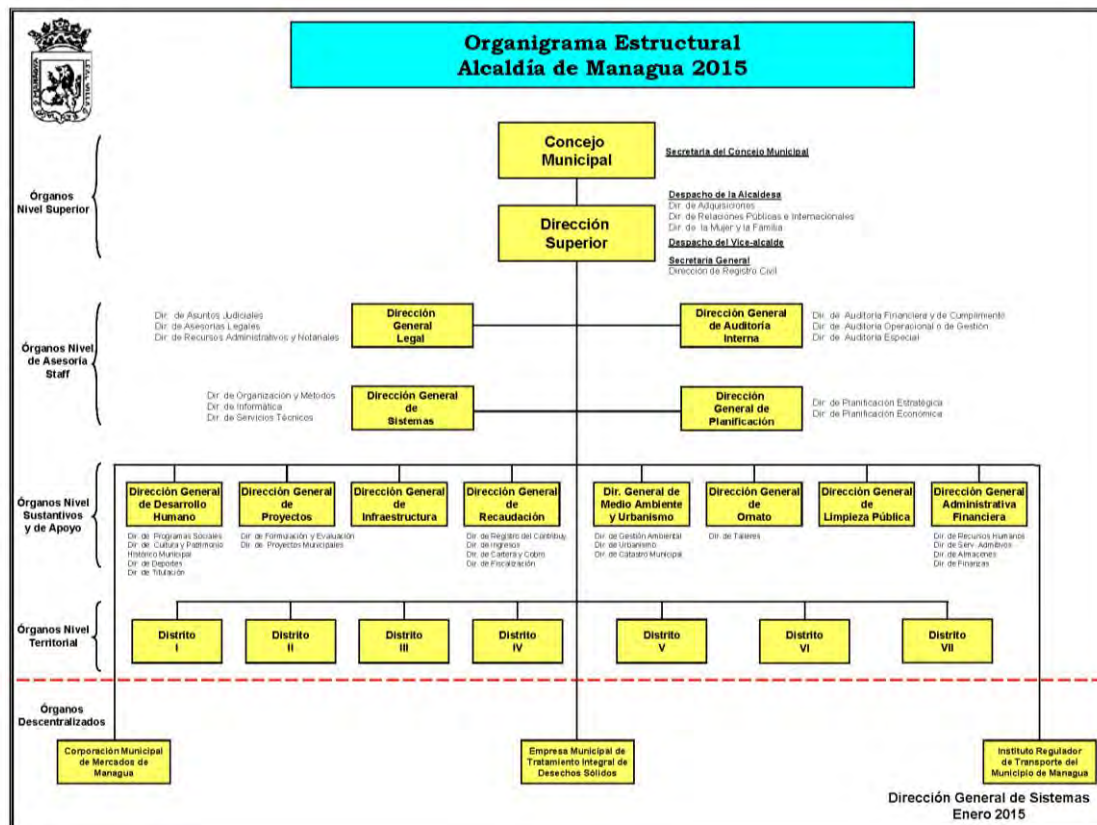 Organigrama Estructural
Alcaldía de Managua 2015
Órganos
Nivel Superior
Concejo
Municipal
Secretaria del Concejo Municipal
Dirección
Superior
Despacho de la Alcaldesa
Dir. de Adquisiciones
Dir. de Relaciones Públicas e Internacionales
Dir. de la Mujer y la Familia
Despacho del Vice-alcalde
Secretaría General
Dirección de Registro Civil
Órganos Nivel
de Asesoría
Staff
Dir. de Asuntos Judiciales
Dir. de Asesorías Legales
Dir. de Recursos Administrativos y Notariales
Dirección
General
Legal
Dirección General
de Auditoría
Interna
Dir. de Auditoría Financiera y de Cumplimiento
Dir. de Auditoría Operacional o de Gestión
Dir. de Auditoría Especial
Dir. de Organización y Métodos
Dir. de Informática
Dir. de Servicios Técnicos
Dirección General
de
Sistemas
Dirección
General de
Planificación
Dir. de Planificación Estratégica
Dir. de Planificación Económica
Órganos Nivel
Sustantivos
y de Apoyo
Dirección General
de Desarrollo
Humano
Dir. de Programas Sociales
Dir. de Cultura y Patrimonio
Histórico Municipal
Dir. de Deportes
Dir. de Titulación
Dirección General
de
Proyectos
Dir. de Formulación y Evaluación
Dir. de Proyectos Municipales
Dirección General
de
Infraestructura
Dirección General
de
Recaudación
Dir. de Registro del Contribuy.
Dir. de Ingresos
Dir. de Cartera y Cobro
Dir. de Fiscalización
Dir. General de
Medio Ambiente
y Urbanismo
Dir. de Gestión Ambiental
Dir. de Urbanismo
Dir. de Catastro Municipal
Dirección General
de
Ornato
Dir. de Talleres
Dirección General
de
Limpieza Pública
Dirección General
Administrativa
Financiera
Dir. de Recursos Humanos
Dir. de Serv. Admitivos
Dir. de Almacenes
Dir. de Finanzas
Órganos Nivel
Territorial
Distrito
I
Distrito
II
Distrito
III
Distrito
IV
Distrito
V
Distrito
VI
Distrito
VII
Órganos
Descentralizados
Corporación Municipal
de Mercados de
Managua
Empresa Municipal de
Tratamiento Integral de
Desechos Sólidos
Instituto Regulador
de Transporte del
Municipio de Managua
Dirección General de Sistemas
Enero 2015